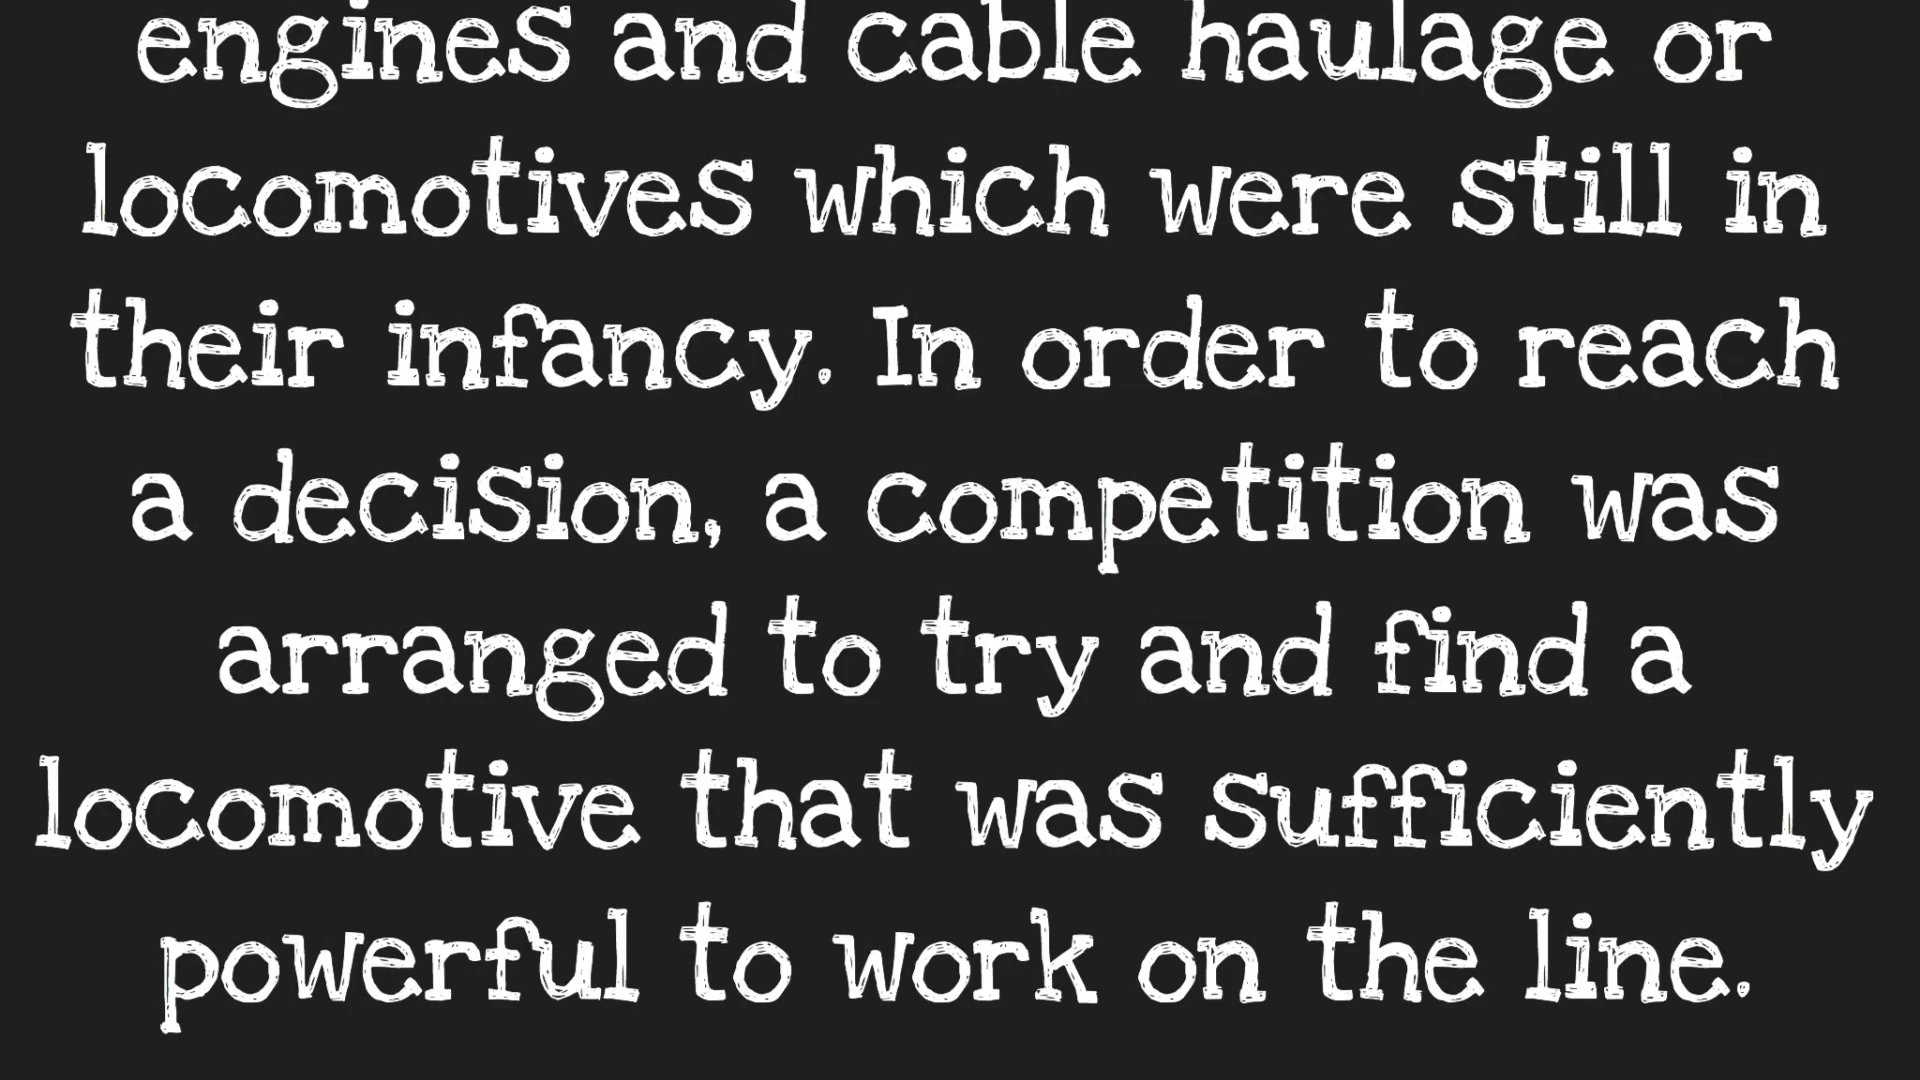 engines and cable haulage or
locomotives which were still in
their infancy. In order to reach
a decision, a competition was
arranged to try and find a
locomotive that was sufficiently
powerful to work on the line.